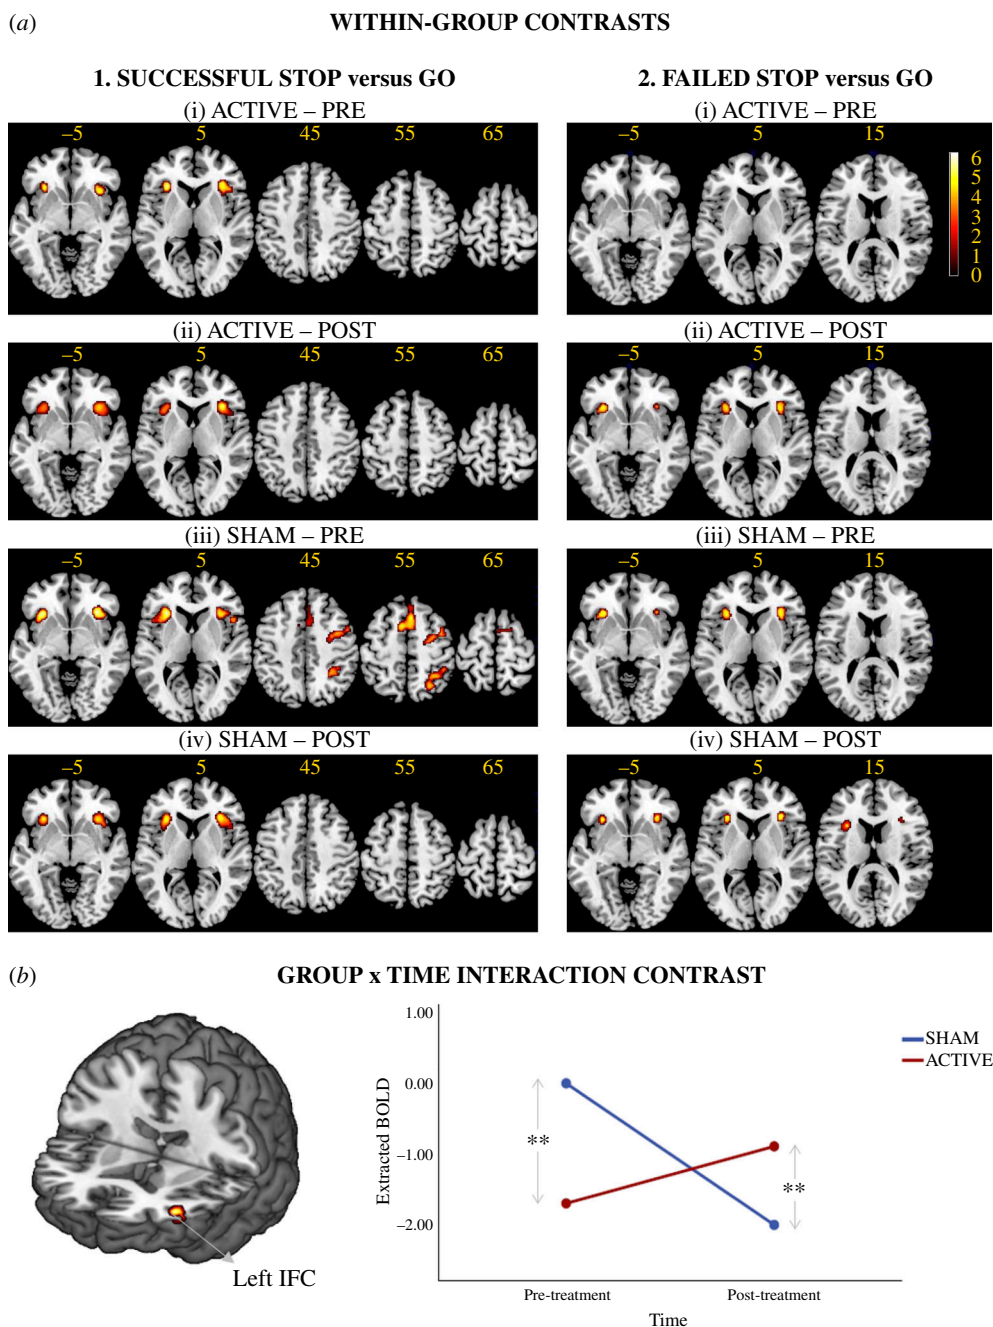 (a) WITHIN-GROUP CONTRASTS
1. SUCCESSFUL STOP versus GO
(i) ACTIVE – PRE
–5 5 45 55 65
(ii) ACTIVE – POST
–5 5 45 55 65
(iii) SHAM – PRE
–5 5 45 55 65
(iv) SHAM – POST
–5 5 45 55 65
2. FAILED STOP versus GO
(i) ACTIVE – PRE
–5 5 15
6
5
4
3
2
1
0
(ii) ACTIVE – POST
–5 5 15
(iii) SHAM – PRE
–5 5 15
(iv) SHAM – POST
–5 5 15
(b) GROUP x TIME INTERACTION CONTRAST
Left IFC
Extracted BOLD
1.00
0.00
–1.00
–2.00
**
**
SHAM
ACTIVE
Pre-treatment Post-treatment
Time